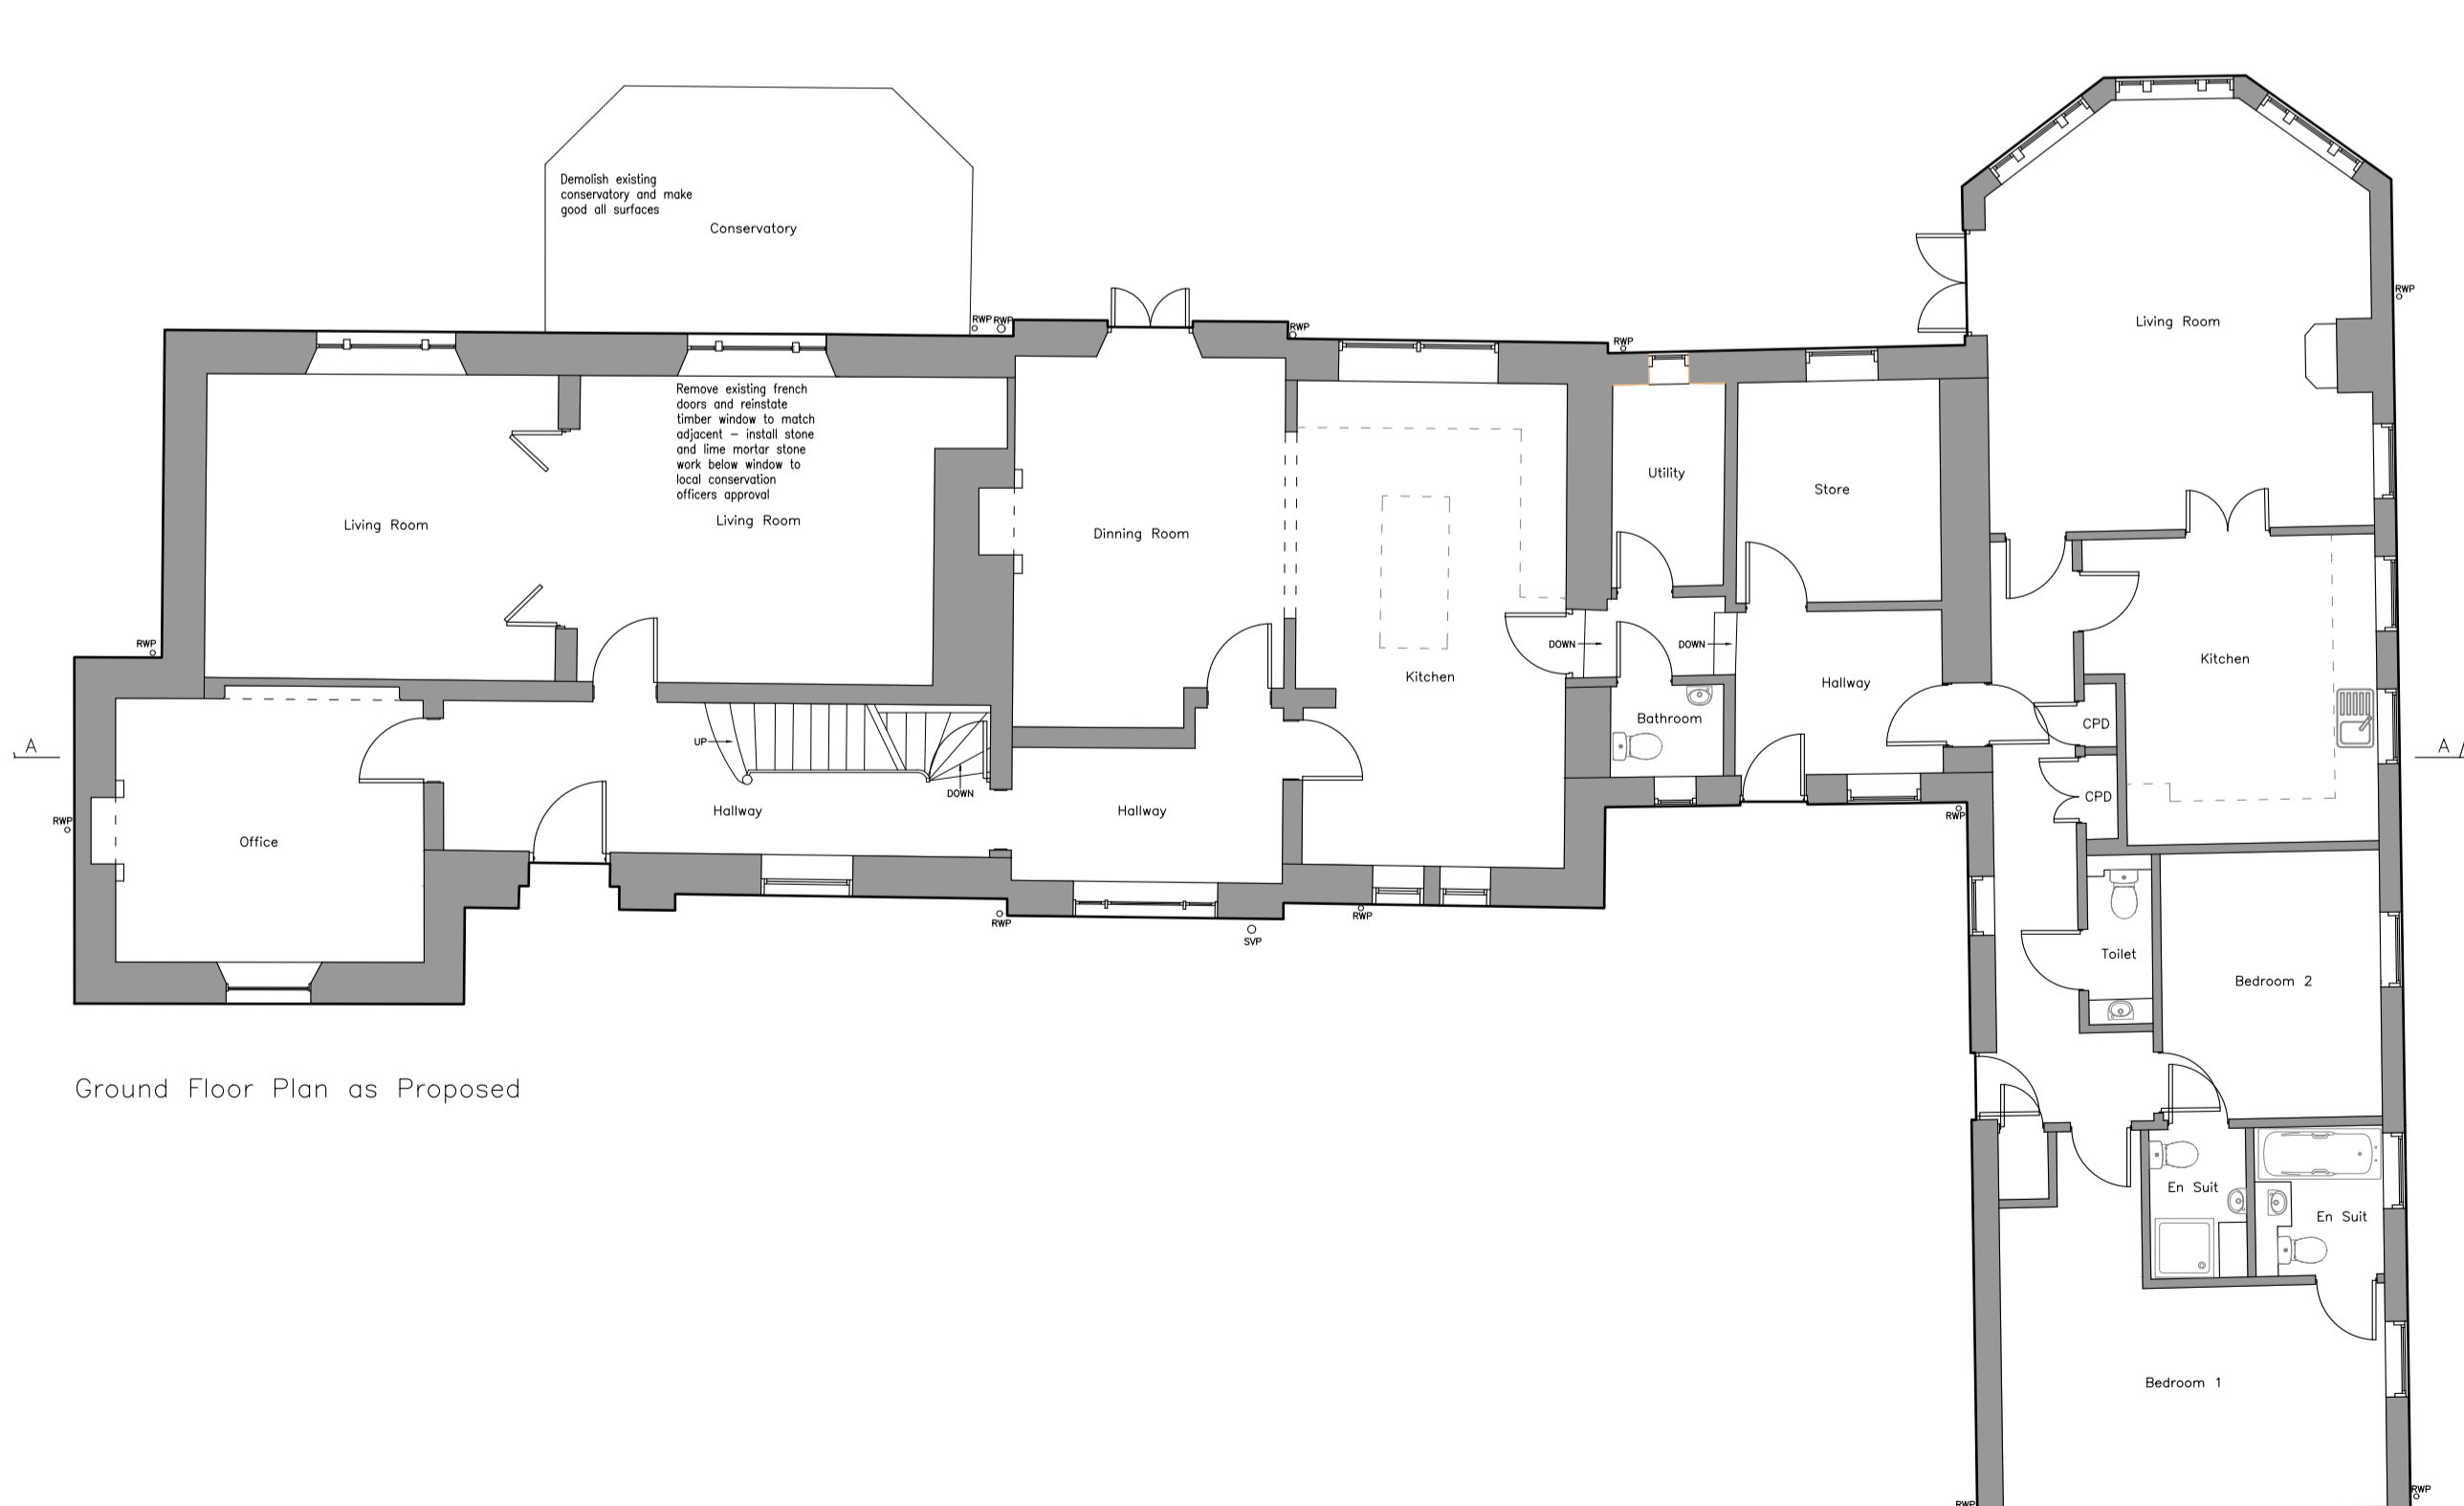 Demolish existing
conservatory and make
good all surfaces
Conservatory
RWP
RWP
RWP
RWP
RWP
Living Room
Remove existing french
doors and reinstate
timber window to match
adjacent – install stone
and lime mortar stone
work below window to
local conservation
officers approval
Living Room
Living Room
Dinning Room
Utility
Store
RWP
DOWN
DOWN
Kitchen
Kitchen
Hallway
Bathroom
CPD
A
UP
A
DOWN
CPD
Hallway
Hallway
RWP
RWP
Office
RWP
RWP
SVP
Toilet
Bedroom 2
Ground Floor Plan as Proposed
En Suit
En Suit
Bedroom 1
RWP
RWP